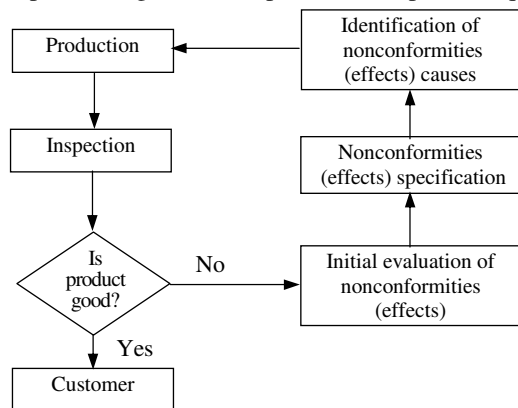 Production
Identification of
nonconformities
(effects) causes
Inspection
Nonconformities
(effects) specification
Is
product
good?
No
Initial evaluation of
nonconformities
(effects)
Yes
Customer